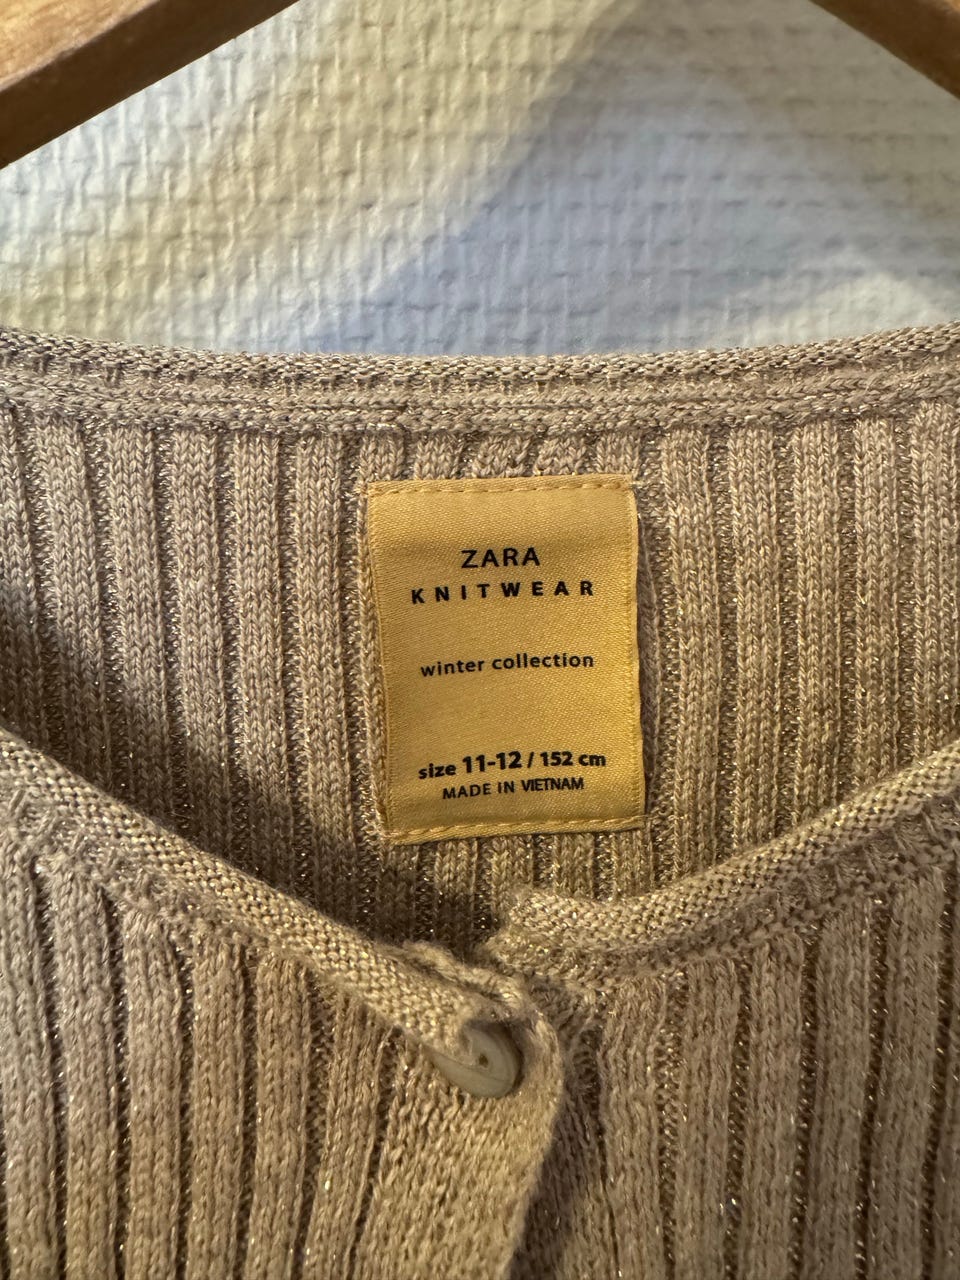 ZARA
KNITWEAR
winter collection
size 11-12 / 152 cm
MADE IN VIETNAM